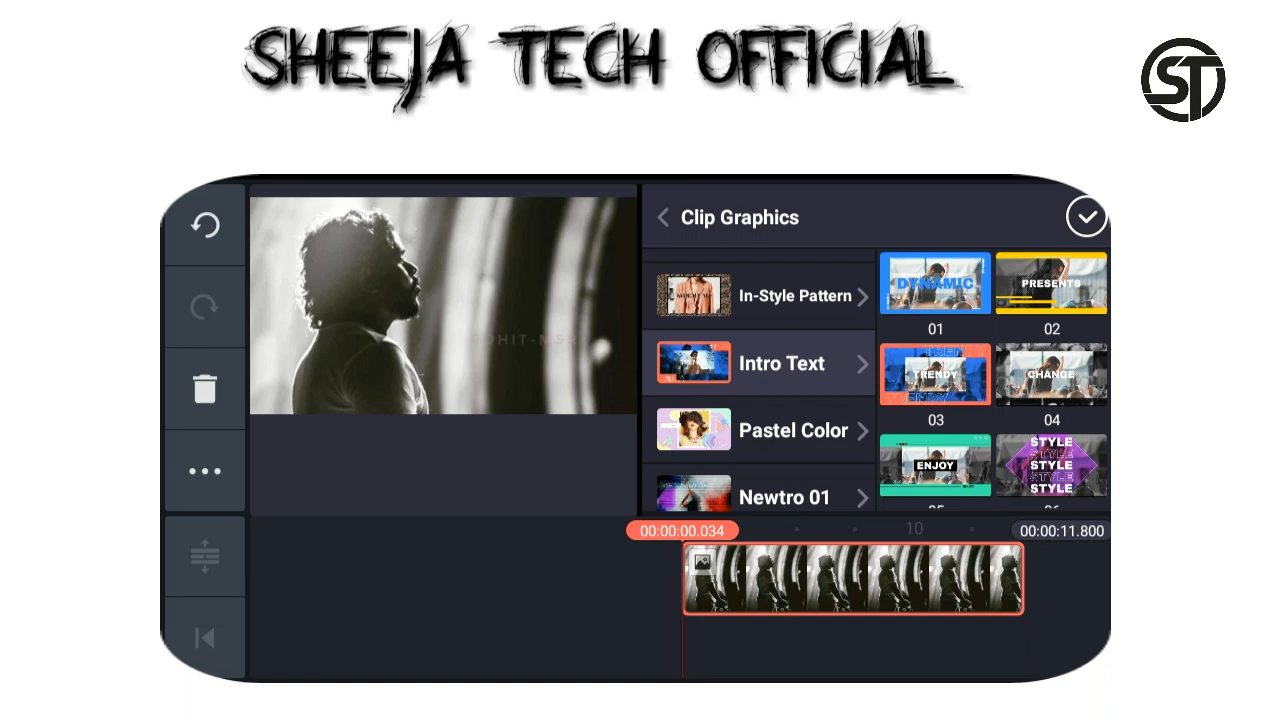 SHEEJA TECH OFFICIAL
ST
Clip Graphics
In-Style Pattern
Intro Text
Pastel Color
Newtro 01
DYNAMIC
01
PRESENTS
02
TRENDY
03
CHANGE
04
ENJOY
STYLE
STYLE
STYLE
STYLE
STYLE
00:00:00.034
10
00:00:11.800